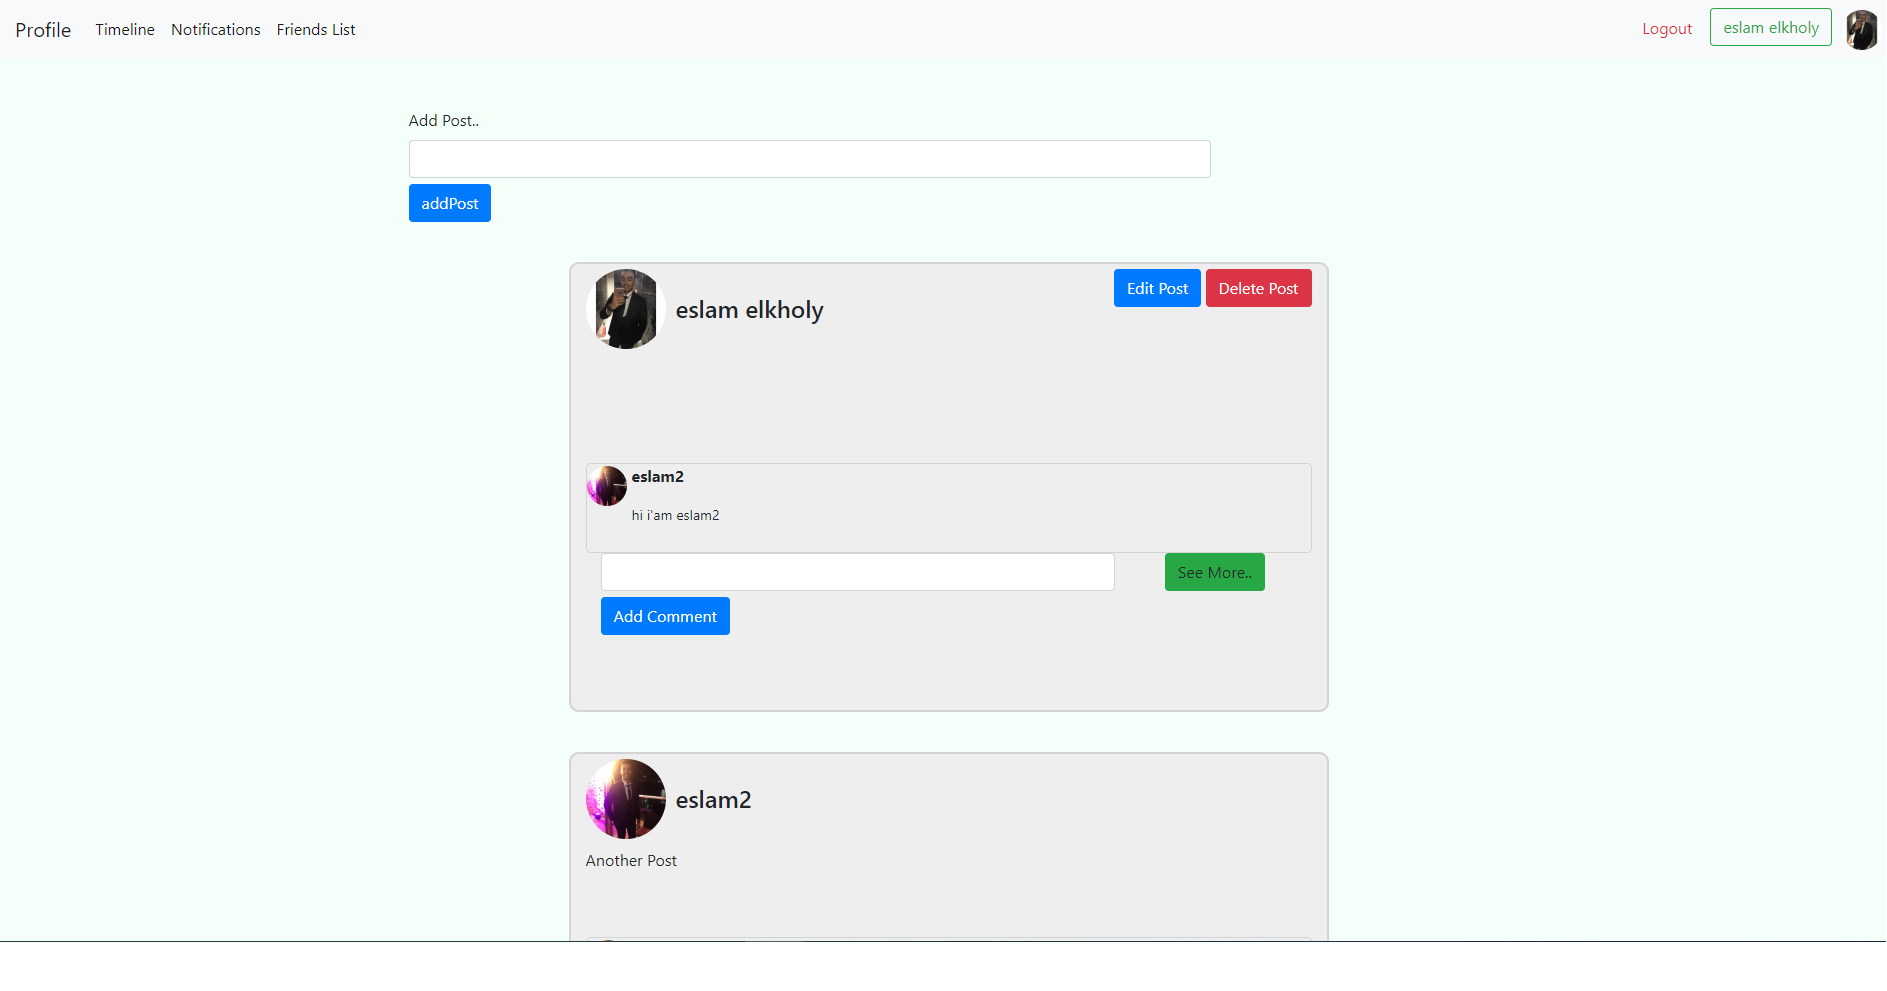 Profile Timeline Notifications Friends List Logout eslam elkholy
Add Post..
addPost
eslam elkholy Edit Post Delete Post
eslam2
hi i'am eslam2
See More..
Add Comment
eslam2
Another Post